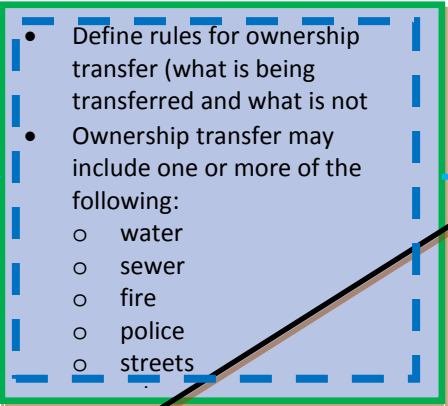 • Define rules for ownership
transfer (what is being
transferred and what is not
• Ownership transfer may
include one or more of the
following:
o water
o sewer
o fire
o police
o streets